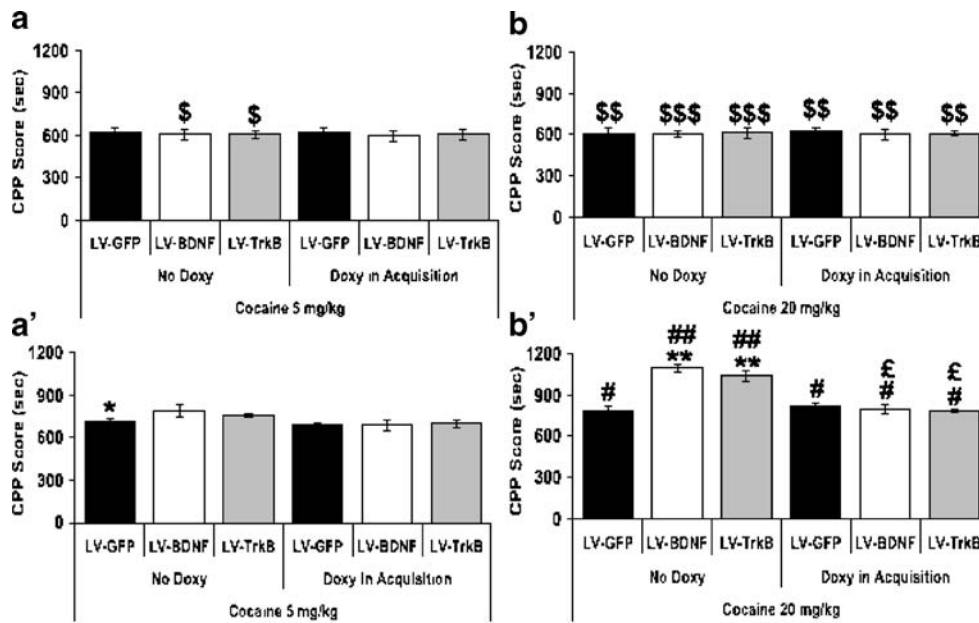 a
1200
900
600
300
0
CPP Score (sec)
$ $
LV-GFP LV-BDNF LV-TrkB LV-GFP LV-BDNF LV-TrkB
No Doxy Doxy in Acquisition
Cocaine 5 mg/kg
b
1200
900
600
300
0
CPP Score (sec)
$$ $$$ $$$ $$ $$ $$
LV-GFP LV-BDNF LV-TrkB LV-GFP LV-BDNF LV-TrkB
No Doxy Doxy in Acquisition
Cocaine 20 mg/kg
a’
1200
900
600
300
0
CPP Score (sec)
*
LV-GFP LV-BDNF LV-TrkB LV-GFP LV-BDNF LV-TrkB
No Doxy Doxy In Acquisition
Cocaine 5 mg/kg
b’
1200
900
600
300
0
CPP Score (sec)
## ##
# ** ** # £ £
# #
LV-GFP LV-BDNF LV-TrkB LV-GFP LV-BDNF LV-TrkB
No Doxy Doxy in Acquisition
Cocaine 20 mg/kg